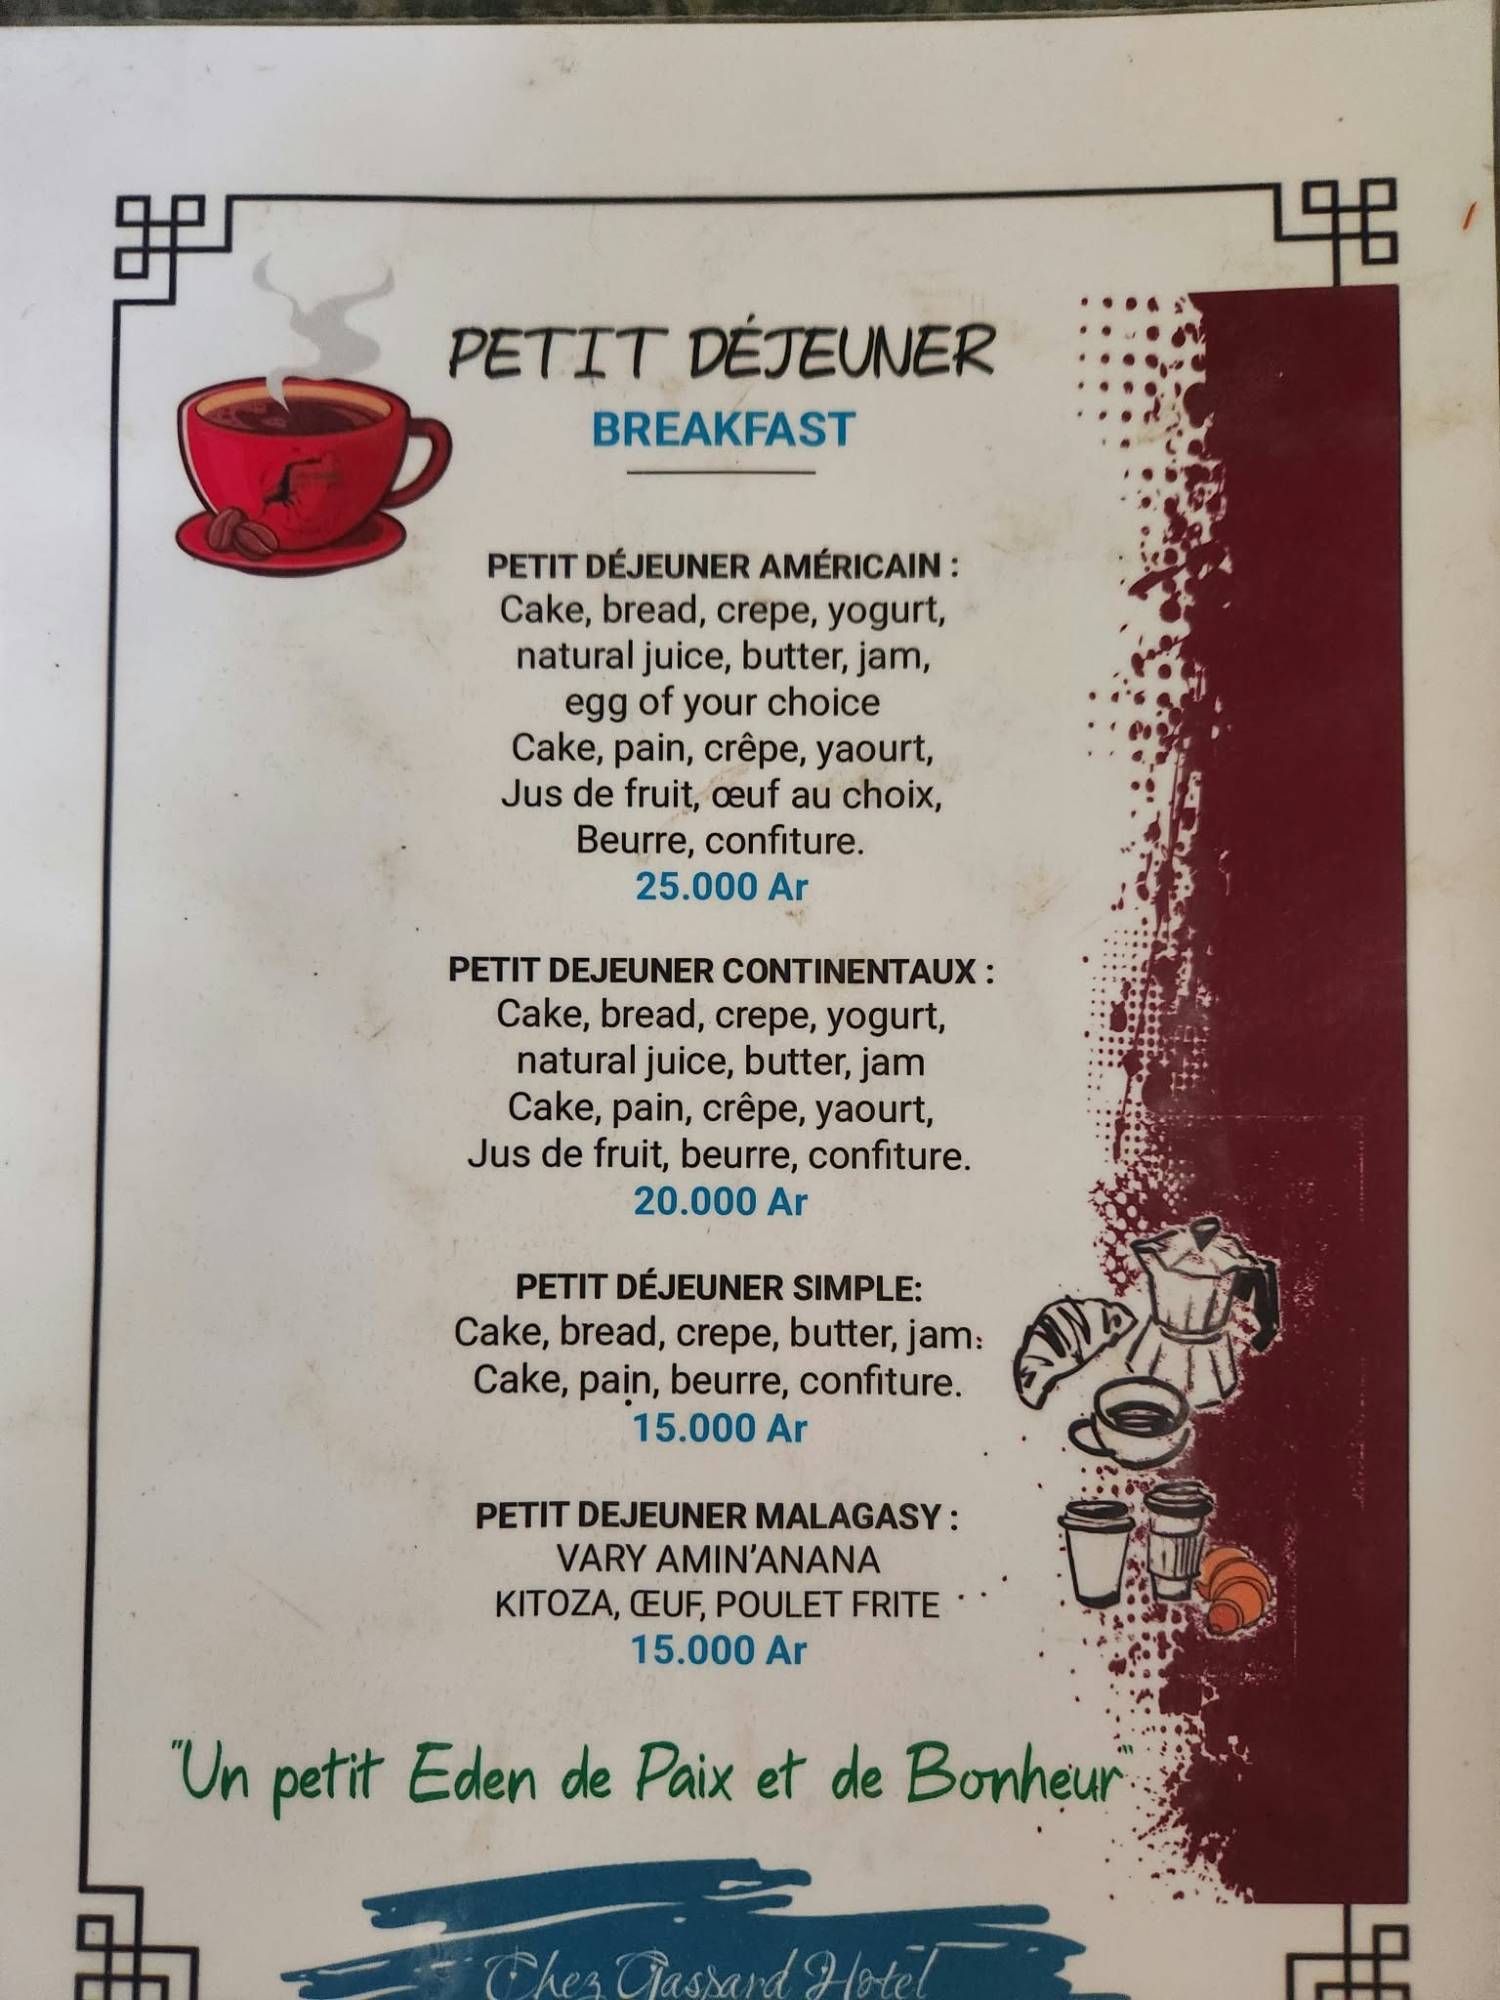 PETIT DÉJEUNER
BREAKFAST
PETIT DÉJEUNER AMÉRICAIN :
Cake, bread, crepe, yogurt,
natural juice, butter, jam,
egg of your choice
Cake, pain, crêpe, yaourt,
Jus de fruit, œuf au choix,
Beurre, confiture.
25.000 Ar
PETIT DEJEUNER CONTINENTAUX :
Cake, bread, crepe, yogurt,
natural juice, butter, jam
Cake, pain, crêpe, yaourt,
Jus de fruit, beurre, confiture.
20.000 Ar
PETIT DÉJEUNER SIMPLE:
Cake, bread, crepe, butter, jam.
Cake, pain, beurre, confiture.
15.000 Ar
PETIT DEJEUNER MALAGASY :
VARY AMIN'ANANA
KITOZA, ŒUF, POULET FRITE
15.000 Ar
"Un petit Eden de Paix et de Bonheur"
Chez Gassard Hotel